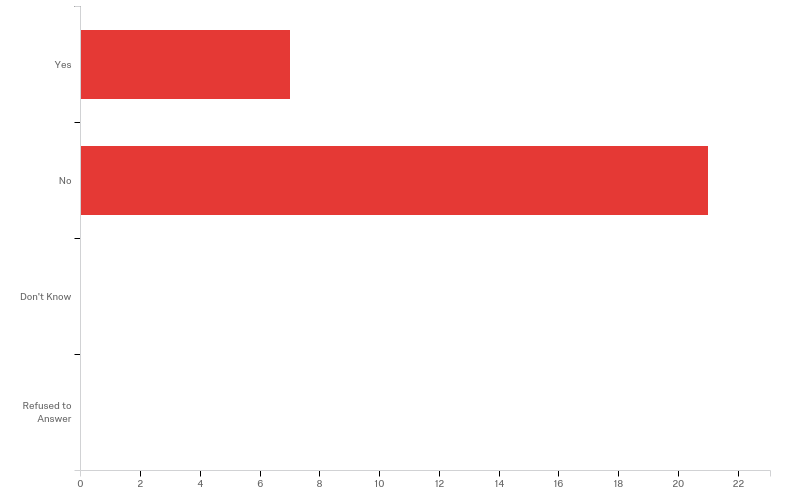 Yes
No
Don't Know
Refused to
Answer
0 2 4 6 8 10 12 14 16 18 20 22